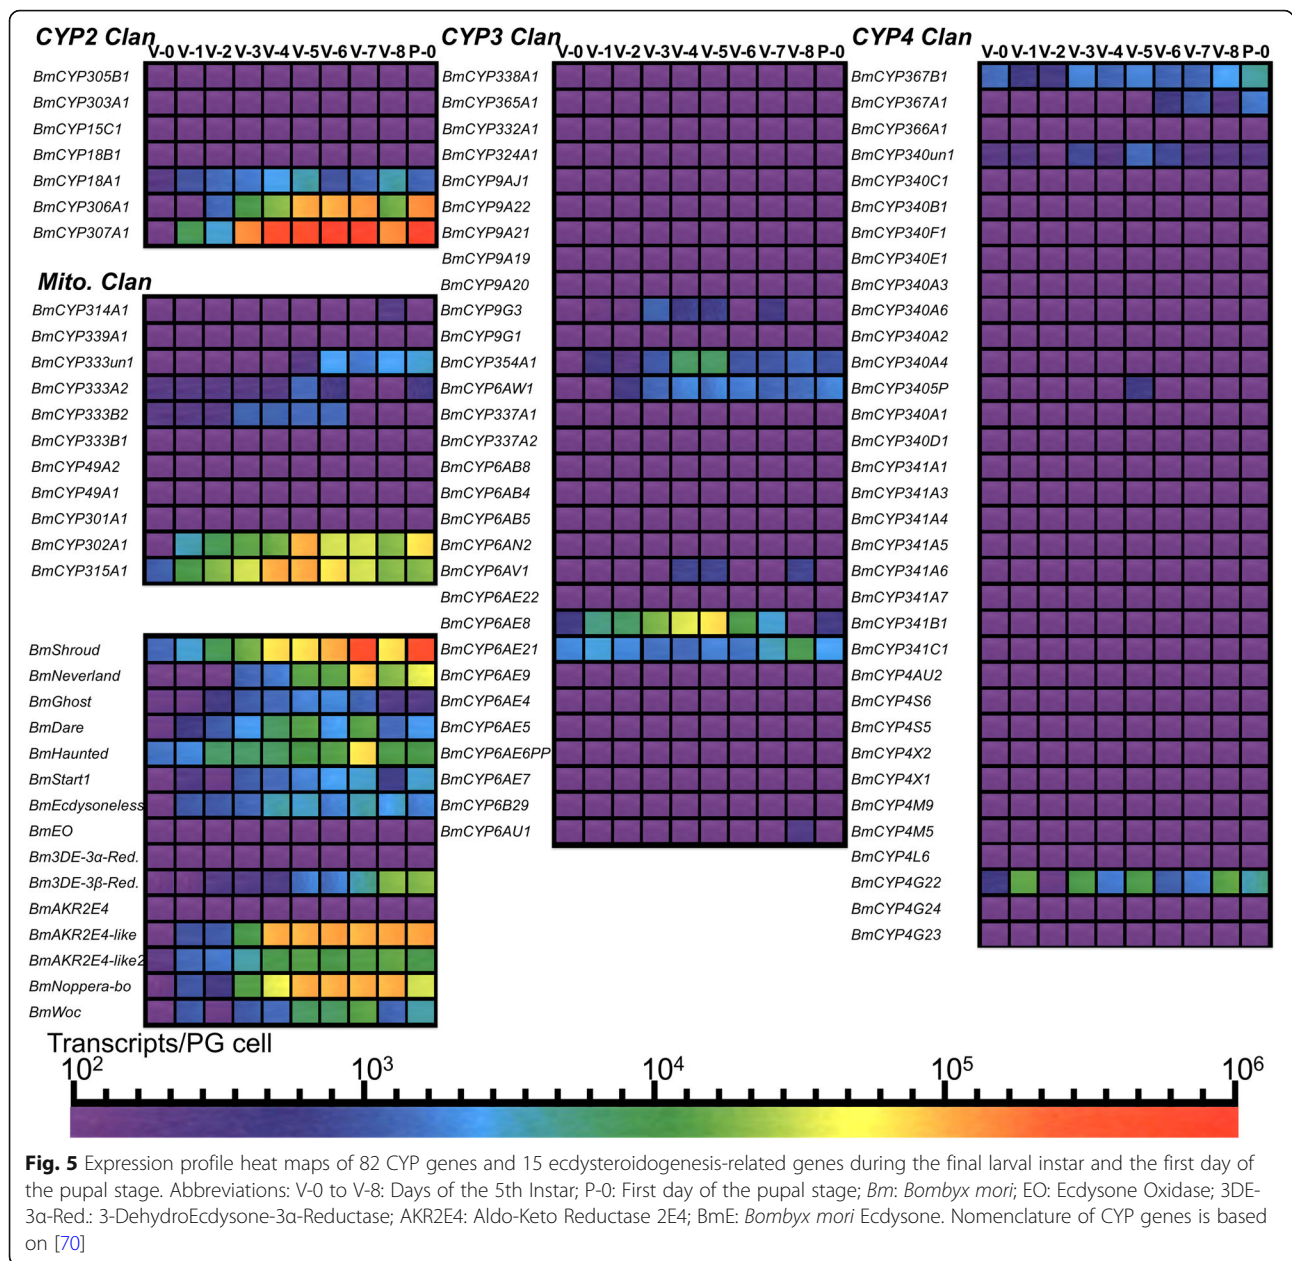 CYP2 Clan
V-0 V-1 V-2 V-3 V-4 V-5 V-6 V-7 V-8 P-0
BmCYP305B1
BmCYP303A1
BmCYP15C1
BmCYP18B1
BmCYP18A1
BmCYP306A1
BmCYP307A1
Mito. Clan
BmCYP314A1
BmCYP339A1
BmCYP333un1
BmCYP333A2
BmCYP333B2
BmCYP333B1
BmCYP49A2
BmCYP49A1
BmCYP301A1
BmCYP302A1
BmCYP315A1
BmShroud
BmNeverland
BmGhost
BmDare
BmHaunted
BmStart1
BmEcdysoneless
BmEO
Bm3DE-3α-Red.
Bm3DE-3β-Red.
BmAKR2E4
BmAKR2E4-like
BmAKR2E4-like2
BmNoppera-bo
BmWoc
CYP3 Clan
V-0 V-1 V-2 V-3 V-4 V-5 V-6 V-7 V-8 P-0
BmCYP338A1
BmCYP365A1
BmCYP332A1
BmCYP324A1
BmCYP9AJ1
BmCYP9A22
BmCYP9A21
BmCYP9A19
BmCYP9A20
BmCYP9G3
BmCYP9G1
BmCYP354A1
BmCYP6AW1
BmCYP337A1
BmCYP337A2
BmCYP6AB8
BmCYP6AB4
BmCYP6AB5
BmCYP6AN2
BmCYP6AV1
BmCYP6AE22
BmCYP6AE8
BmCYP6AE21
BmCYP6AE9
BmCYP6AE4
BmCYP6AE5
BmCYP6AE6PP
BmCYP6AE7
BmCYP6B29
BmCYP6AU1
CYP4 Clan
V-0 V-1 V-2 V-3 V-4 V-5 V-6 V-7 V-8 P-0
BmCYP367B1
BmCYP367A1
BmCYP366A1
BmCYP340un1
BmCYP340C1
BmCYP340B1
BmCYP340F1
BmCYP340E1
BmCYP340A3
BmCYP340A6
BmCYP340A2
BmCYP340A4
BmCYP3405P
BmCYP340A1
BmCYP340D1
BmCYP341A1
BmCYP341A3
BmCYP341A4
BmCYP341A5
BmCYP341A6
BmCYP341A7
BmCYP341B1
BmCYP341C1
BmCYP4AU2
BmCYP4S6
BmCYP4S5
BmCYP4X2
BmCYP4X1
BmCYP4M9
BmCYP4M5
BmCYP4L6
BmCYP4G22
BmCYP4G24
BmCYP4G23
Transcripts/PG cell
10² 10³ 10⁴ 10⁵ 10⁶
Fig. 5 Expression profile heat maps of 82 CYP genes and 15 ecdysteroidogenesis-related genes during the final larval instar and the first day of
the pupal stage. Abbreviations: V-0 to V-8: Days of the 5th Instar; P-0: First day of the pupal stage; Bm: Bombyx mori; EO: Ecdysone Oxidase; 3DE-
3α-Red.: 3-DehydroEcdysone-3α-Reductase; AKR2E4: Aldo-Keto Reductase 2E4; BmE: Bombyx mori Ecdysone. Nomenclature of CYP genes is based
on [70]